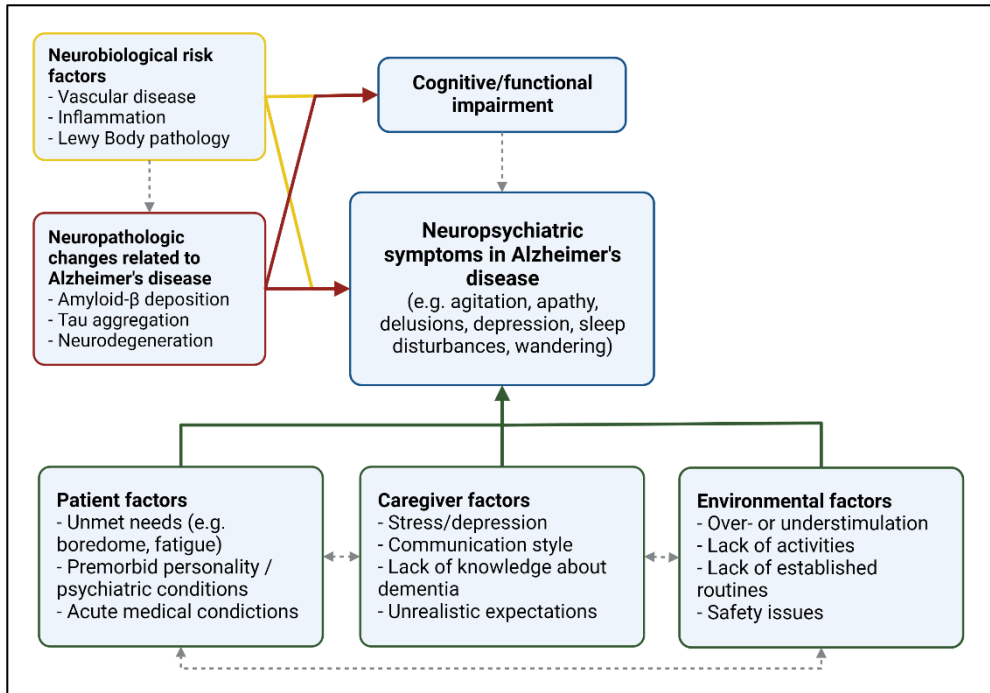 Neurobiological risk
factors
- Vascular disease
- Inflammation
- Lewy Body pathology
Cognitive/functional
impairment
Neuropathologic
changes related to
Alzheimer's disease
- Amyloid-β deposition
- Tau aggregation
- Neurodegeneration
Neuropsychiatric
symptoms in Alzheimer's
disease
(e.g. agitation, apathy,
delusions, depression, sleep
disturbances, wandering)
Patient factors
- Unmet needs (e.g.
boredome, fatigue)
- Premorbid personality /
psychiatric conditions
- Acute medical condictions
Caregiver factors
- Stress/depression
- Communication style
- Lack of knowledge about
dementia
- Unrealistic expectations
Environmental factors
- Over- or understimulation
- Lack of activities
- Lack of established
routines
- Safety issues